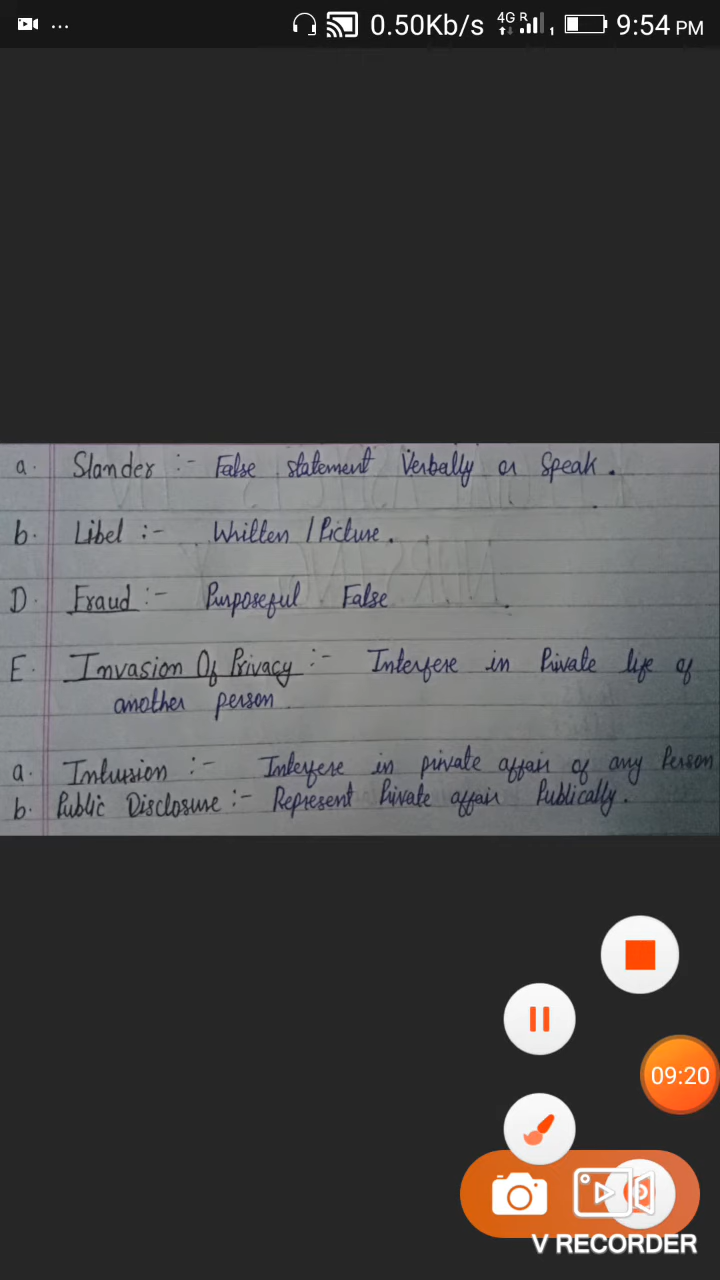 ... 0.50Kb/s 4G R 1 9:54 PM
a. Slander :- False statement Verbally or Speak.
b. Libel :- Written / Picture.
D. Fraud :- Purposeful False
E. Invasion Of Privacy :- Interfere in Private life of
another person
a. Intrusion :- Interfere in private affair of any Person
b. Public Disclosure :- Represent Private affair Publically.
09:20
V RECORDER